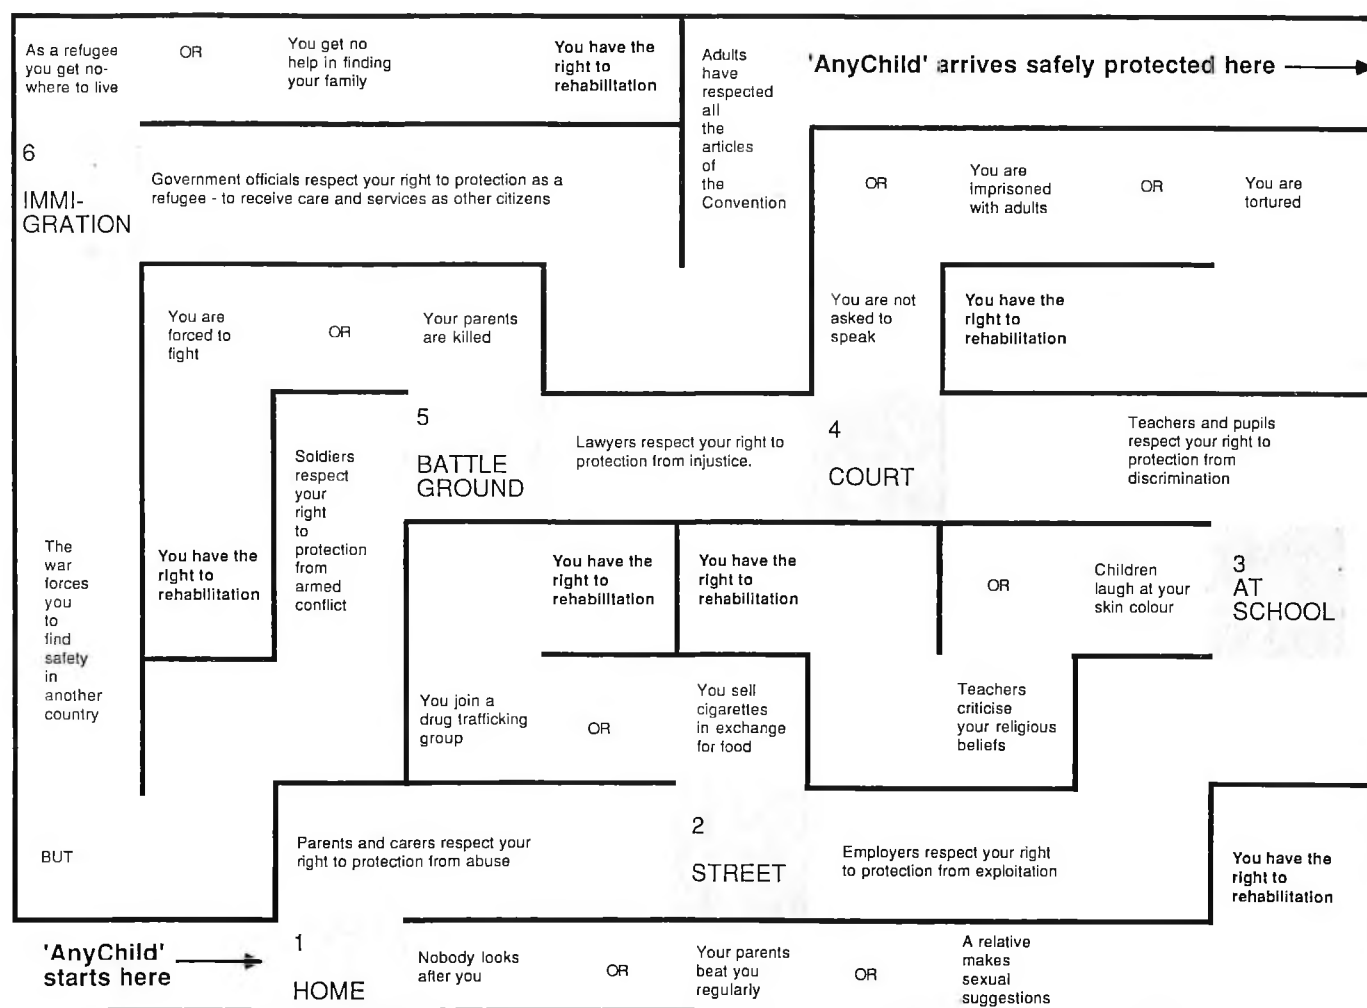 As a refugee
you get no-
where to live
OR
You get no
help in finding
your family
You have the
right to
rehabilitation
Adults
have
respected
all
the
articles
of
the
Convention
'AnyChild' arrives safely protected here
6
IMMI-
GRATION
Government officials respect your right to protection as a
refugee - to receive care and services as other citizens
OR
You are
imprisoned
with adults
OR
You are
tortured
You are
forced to
fight
OR
Your parents
are killed
You are not
asked to
speak
You have the
right to
rehabilitation
5
BATTLE
GROUND
Lawyers respect your right to
protection from injustice.
4
COURT
Teachers and pupils
respect your right to
protection from
discrimination
Soldiers
respect
your
right
to
protection
from
armed
conflict
The
war
forces
you
to
find
safety
in
another
country
You have the
right to
rehabilitation
You have the
right to
rehabilitation
You have the
right to
rehabilitation
OR
Children
laugh at your
skin colour
3
AT
SCHOOL
You join a
drug trafficking
group
OR
You sell
cigarettes
in exchange
for food
Teachers
criticise
your religious
beliefs
BUT
Parents and carers respect your
right to protection from abuse
2
STREET
Employers respect your right
to protection from exploitation
You have the
right to
rehabilitation
'AnyChild'
starts here
1
HOME
Nobody looks
after you
OR
Your parents
beat you
regularly
OR
A relative
makes
sexual
suggestions